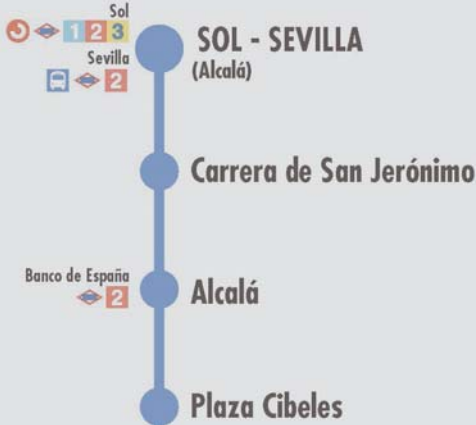 Sol
1 2 3
SOL - SEVILLA
(Alcalá)
Sevilla
2
Carrera de San Jerónimo
Banco de España
2
Alcalá
Plaza Cibeles